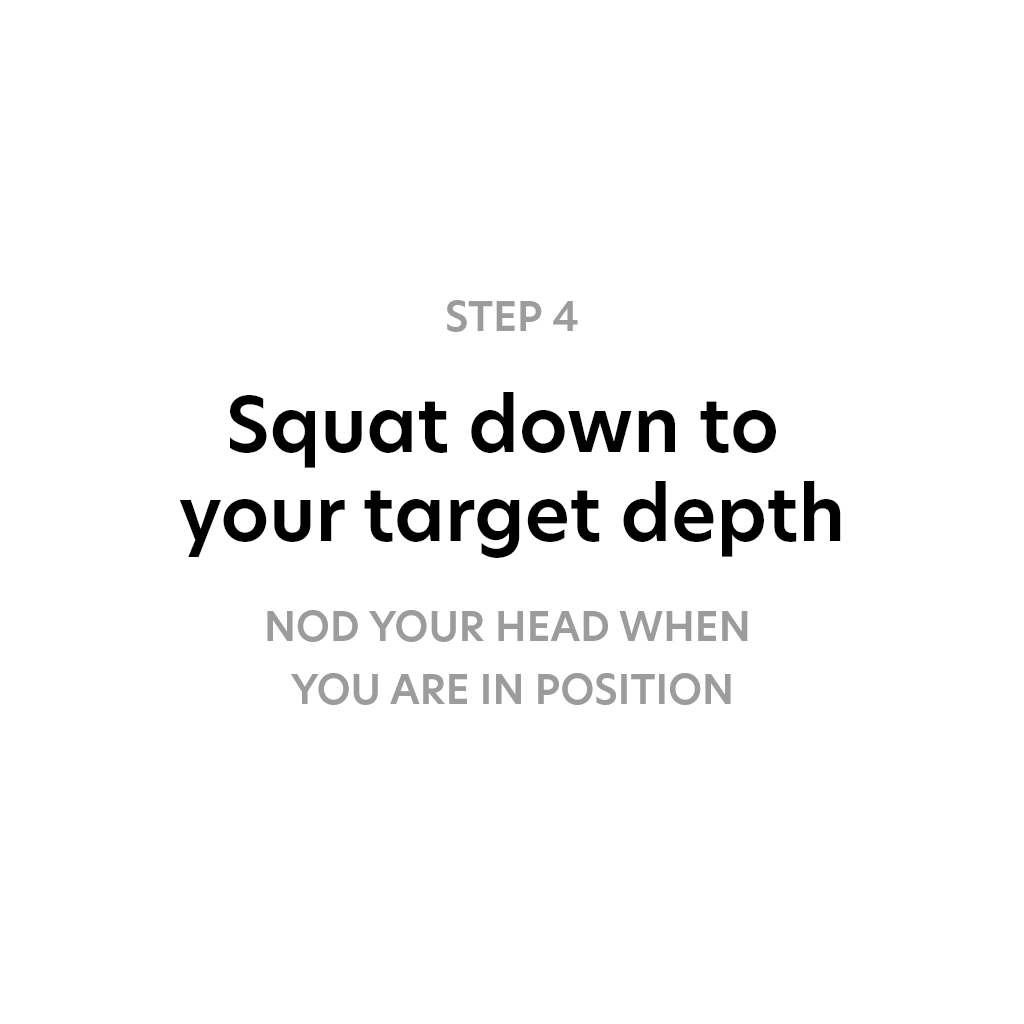 STEP 4
Squat down to
your target depth
NOD YOUR HEAD WHEN
YOU ARE IN POSITION